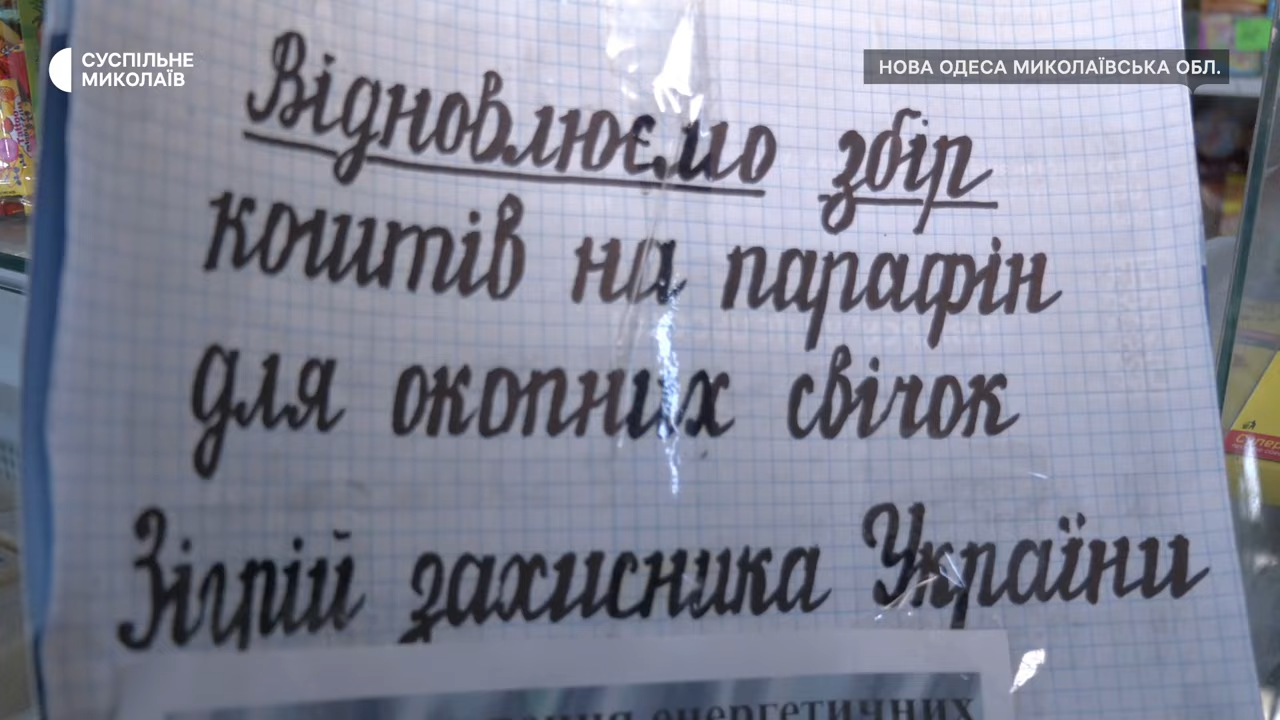 СУСПІЛЬНЕ
МИКОЛАЇВ
НОВА ОДЕСА МИКОЛАЇВСЬКА ОБЛ.
Відновлюємо збір
коштів на парафін
для окопних свічок
Зігрій захисника України
енергетичних